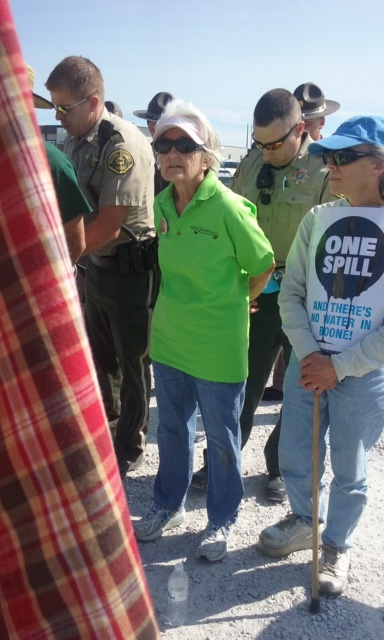 ONE
SPILL
AND THERE'S
NO WATER IN
BOONE!